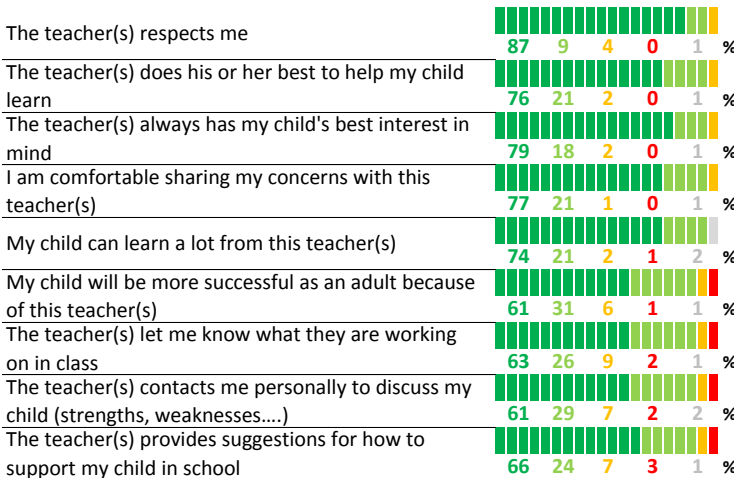 The teacher(s) respects me
87 9 4 0 1 %
The teacher(s) does his or her best to help my child
learn
76 21 2 0 1 %
The teacher(s) always has my child's best interest in
mind
79 18 2 0 1 %
I am comfortable sharing my concerns with this
teacher(s)
77 21 1 0 1 %
My child can learn a lot from this teacher(s)
74 21 2 1 2 %
My child will be more successful as an adult because
of this teacher(s)
61 31 6 1 1 %
The teacher(s) let me know what they are working
on in class
63 26 9 2 1 %
The teacher(s) contacts me personally to discuss my
child (strengths, weaknesses....)
61 29 7 2 2 %
The teacher(s) provides suggestions for how to
support my child in school
66 24 7 3 1 %